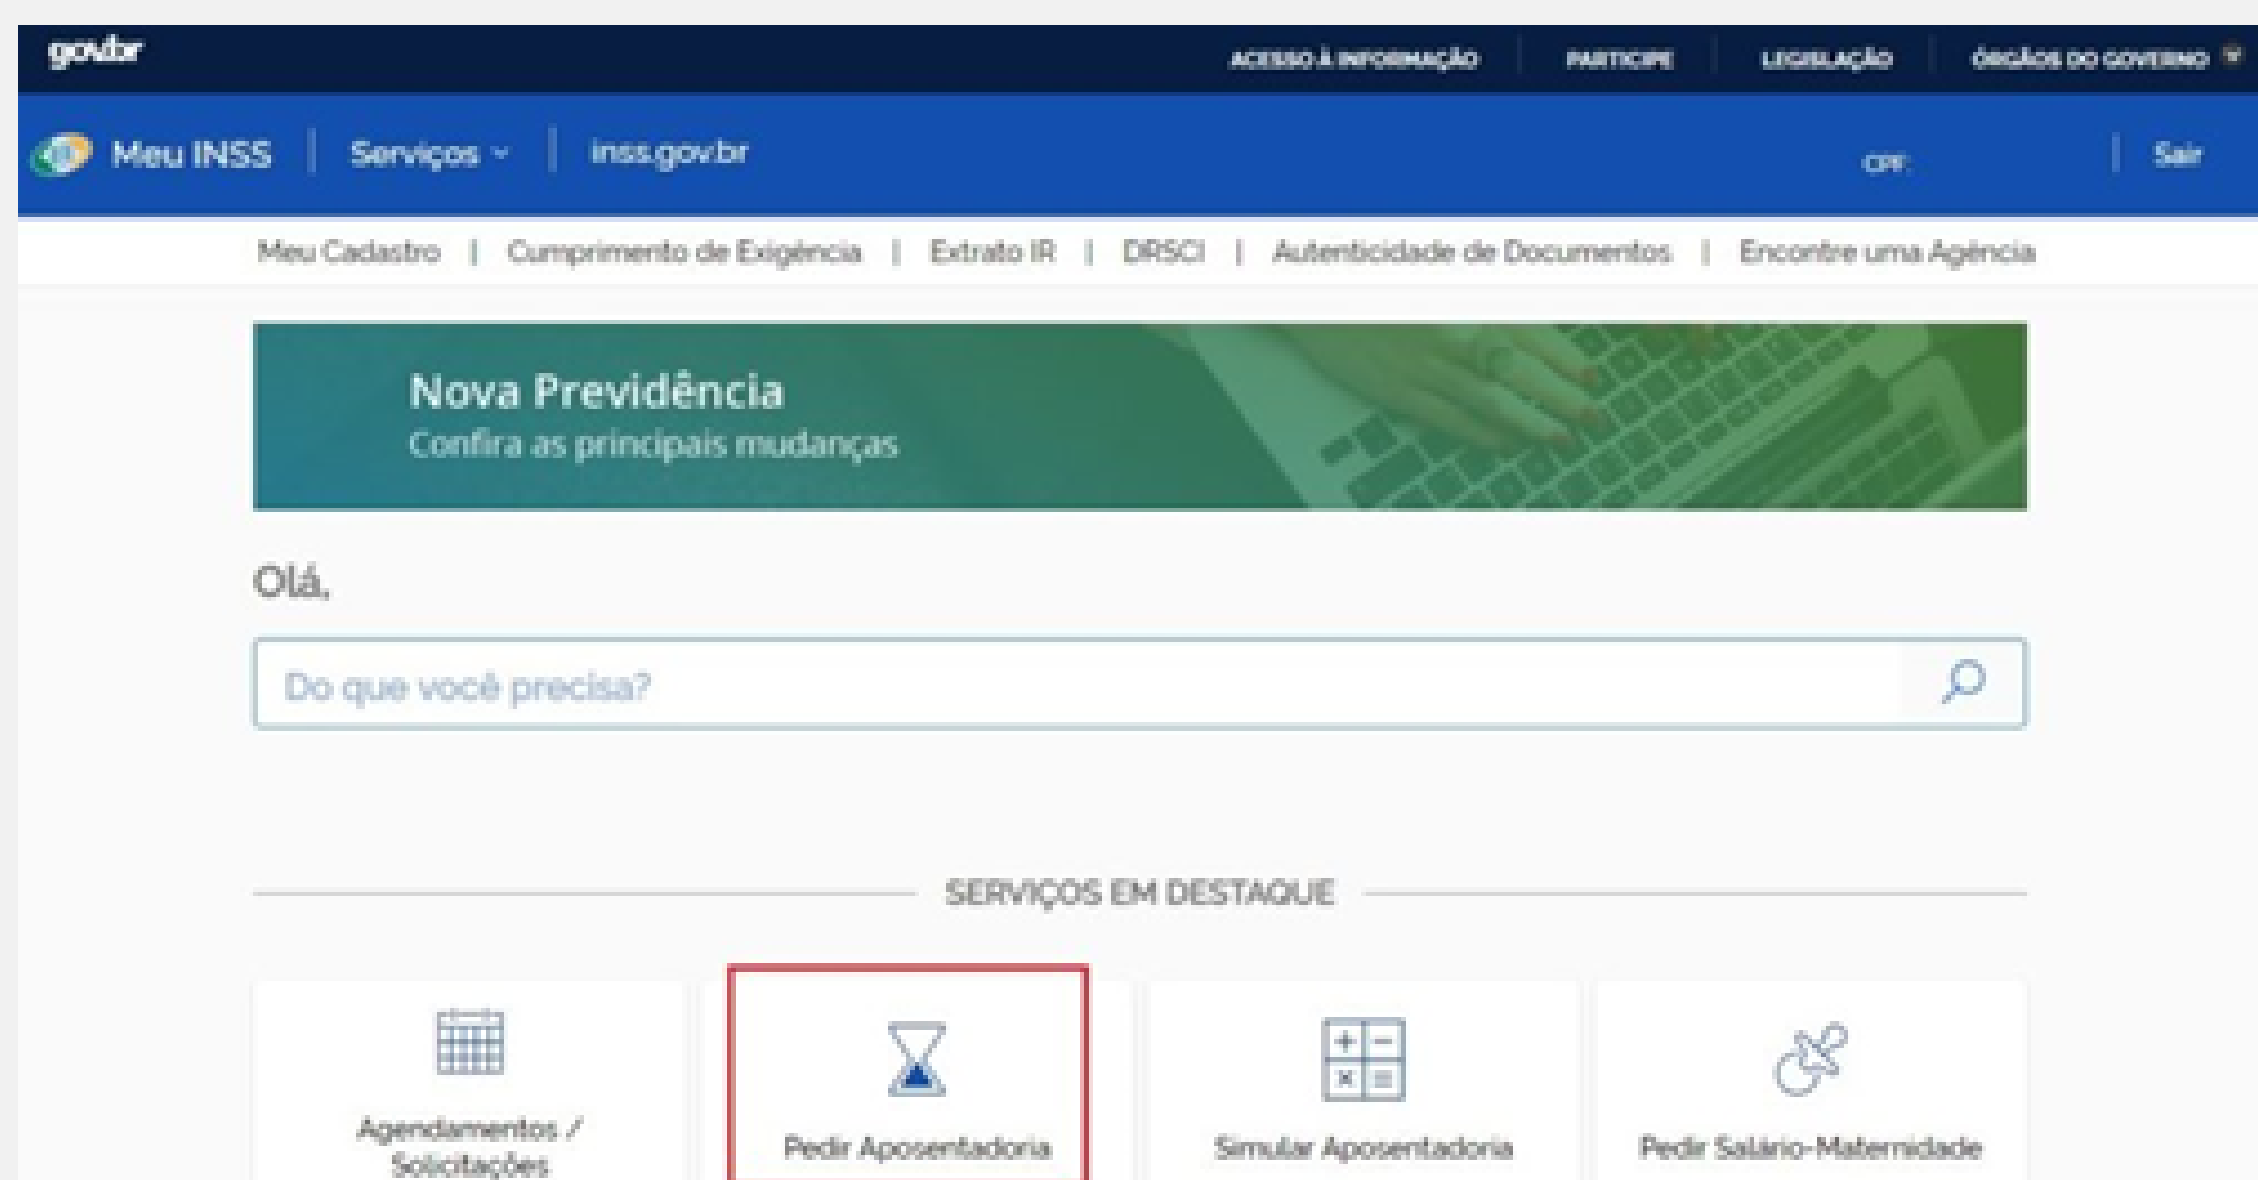 gov.br
ACESSO À INFORMAÇÃO PARTICIPE LEGISLAÇÃO ÓRGÃOS DO GOVERNO
Meu INSS Serviços inss.gov.br CPF: Sair
Meu Cadastro | Cumprimento de Exigência | Extrato IR | DRSCI | Autenticidade de Documentos | Encontre uma Agência
Nova Previdência
Confira as principais mudanças
Olá,
Do que você precisa?
SERVIÇOS EM DESTAQUE
Agendamentos /
Solicitações
Pedir Aposentadoria
Simular Aposentadoria
Pedir Salário-Maternidade